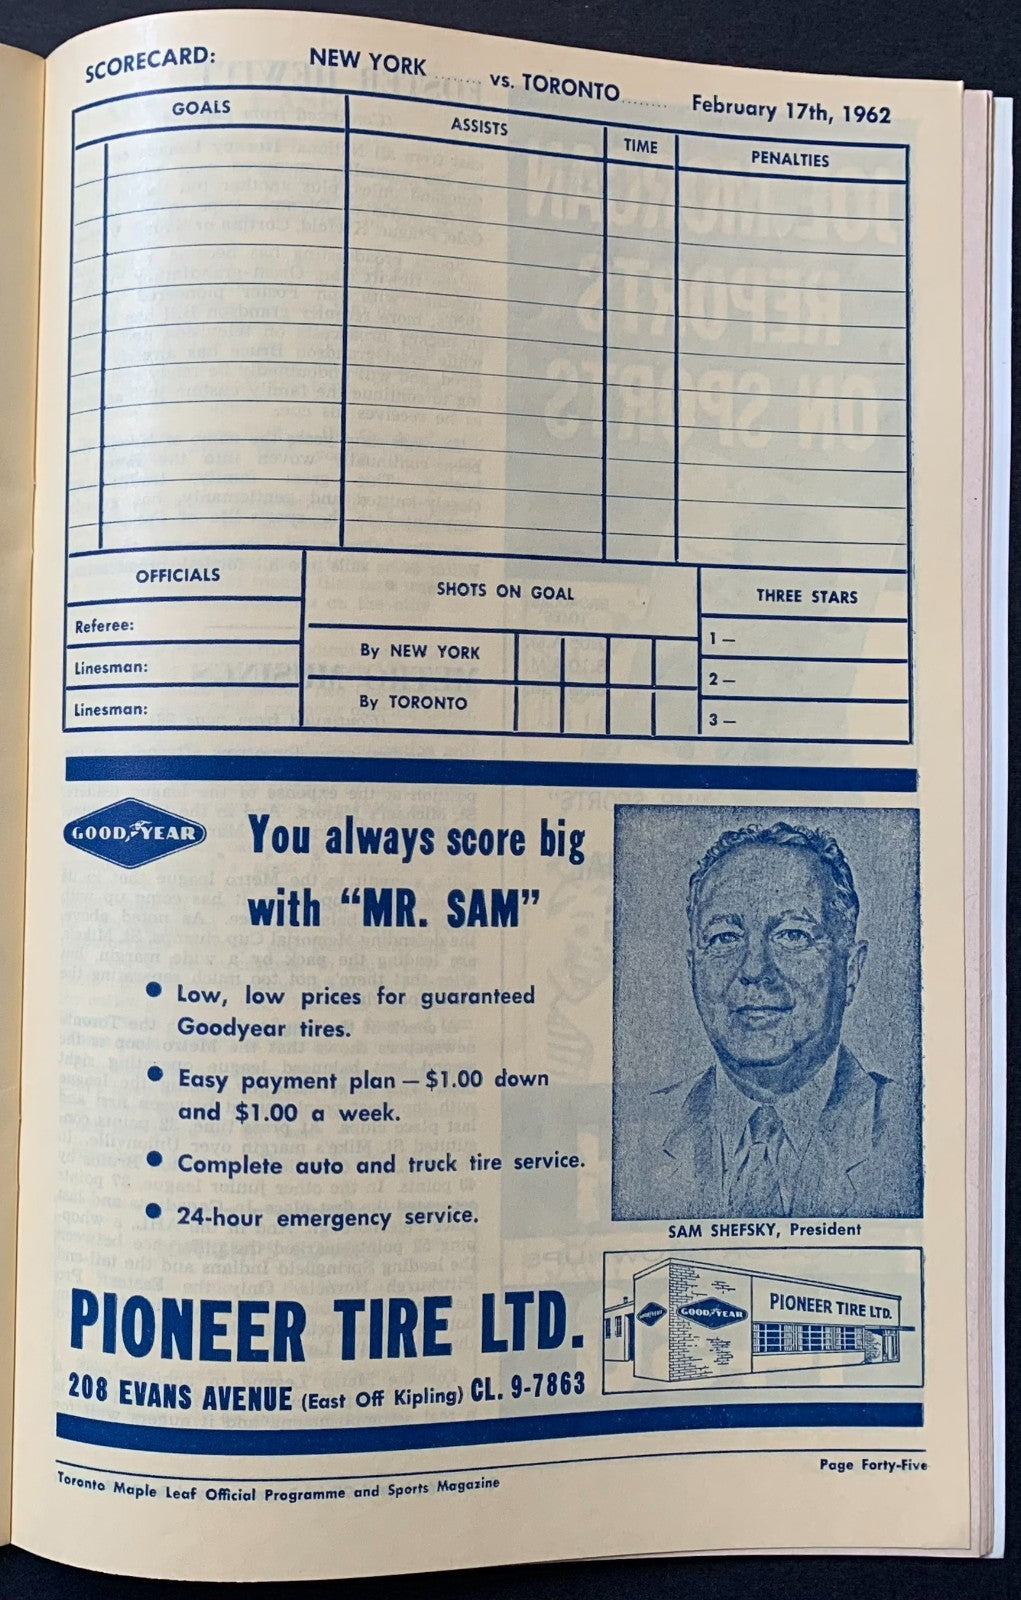 SCORECARD: NEW YORK ........ vs. TORONTO ........ February 17th, 1962
GOALS ASSISTS TIME PENALTIES
OFFICIALS SHOTS ON GOAL THREE STARS
Referee:
Linesman:
Linesman:
By NEW YORK
By TORONTO
1 —
2 —
3 —
GOODYEAR
You always score big
with “MR. SAM”
• Low, low prices for guaranteed
Goodyear tires.
• Easy payment plan — $1.00 down
and $1.00 a week.
• Complete auto and truck tire service.
• 24-hour emergency service.
SAM SHEFSKY, President
GOODYEAR
PIONEER TIRE LTD.
PIONEER TIRE LTD.
208 EVANS AVENUE (East Off Kipling) CL. 9-7863
Page Forty-Five
Toronto Maple Leaf Official Programme and Sports Magazine